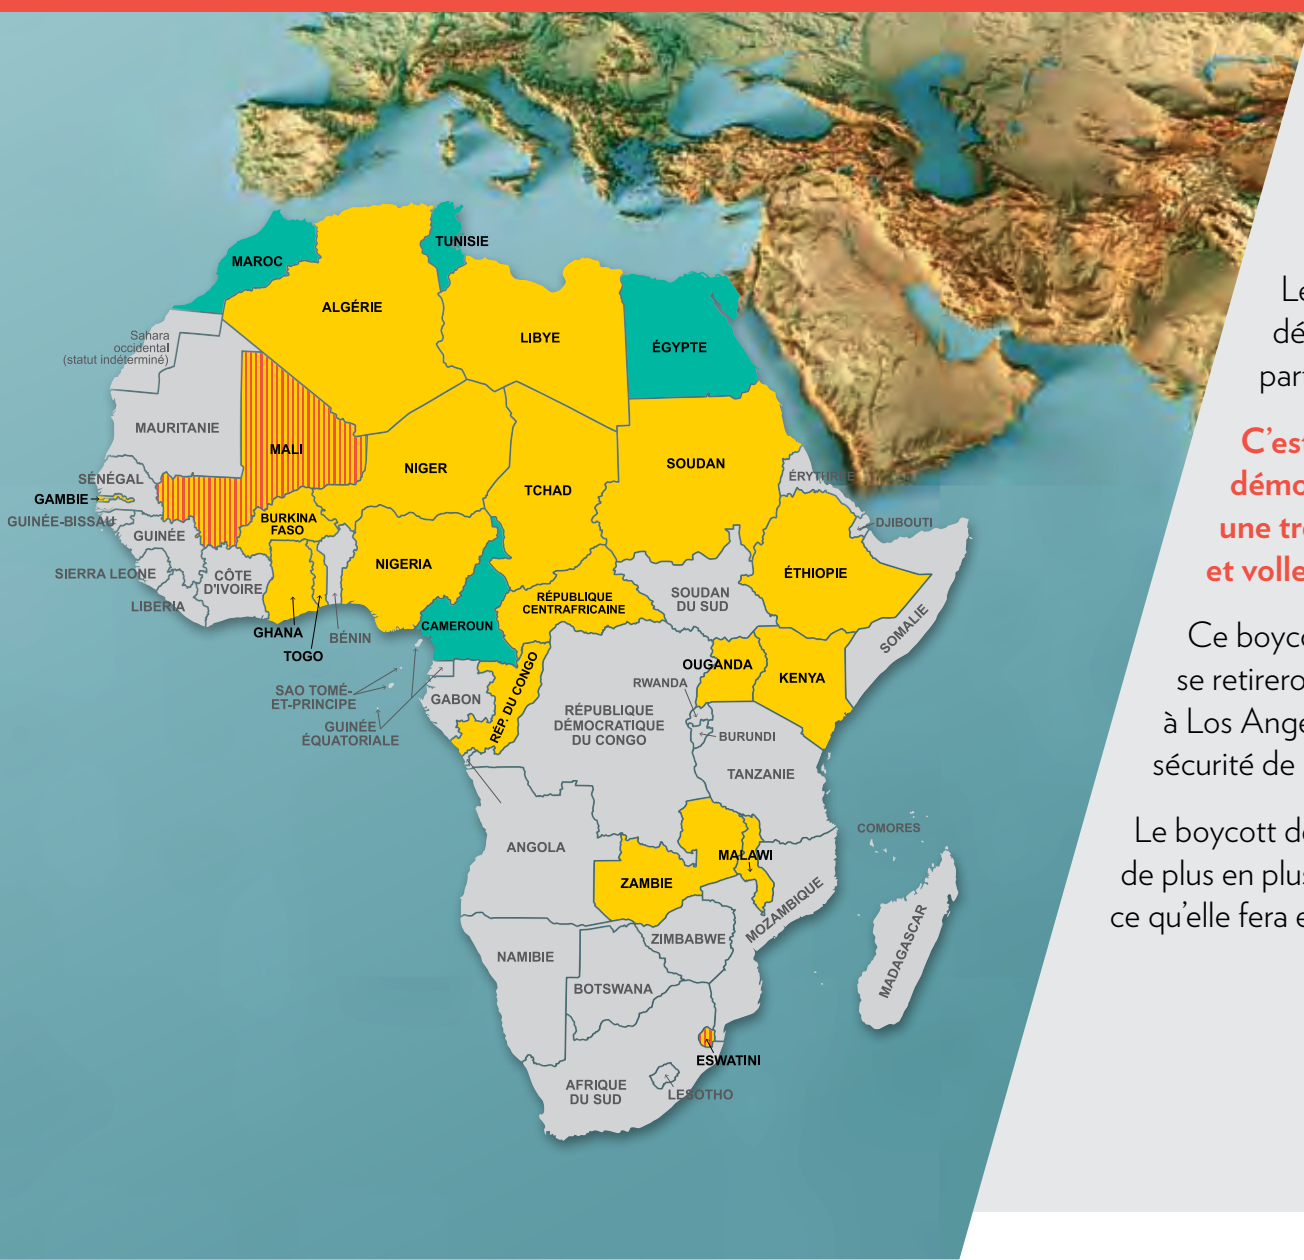 MAROC
TUNISIE
ALGÉRIE
LIBYE
ÉGYPTE
Sahara
occidental
(statut indéterminé)
MAURITANIE
MALI
NIGER
TCHAD
SOUDAN
ÉRYTHRÉE
SÉNÉGAL
GAMBIE
GUINÉE-BISSAU
GUINÉE
SIERRA LEONE
LIBERIA
CÔTE
D'IVOIRE
BURKINA
FASO
GHANA
TOGO
BÉNIN
NIGERIA
CAMEROUN
RÉPUBLIQUE
CENTRAFRICAINE
SOUDAN
DU SUD
ÉTHIOPIE
DJIBOUTI
SOMALIE
SAO TOMÉ-
ET-PRINCIPE
GUINÉE
ÉQUATORIALE
GABON
RÉP. DU CONGO
RÉPUBLIQUE
DÉMOCRATIQUE
DU CONGO
OUGANDA
KENYA
RWANDA
BURUNDI
TANZANIE
COMORES
ANGOLA
ZAMBIE
MALAWI
MOZAMBIQUE
MADAGASCAR
ZIMBABWE
NAMIBIE
BOTSWANA
ESWATINI
AFRIQUE
DU SUD
LESOTHO
Le
dé
part
C'est
démo
une tr
et volle
Ce boyco
se retirero
à Los Ange
sécurité de
Le boycott d
de plus en plus
ce qu'elle fera e